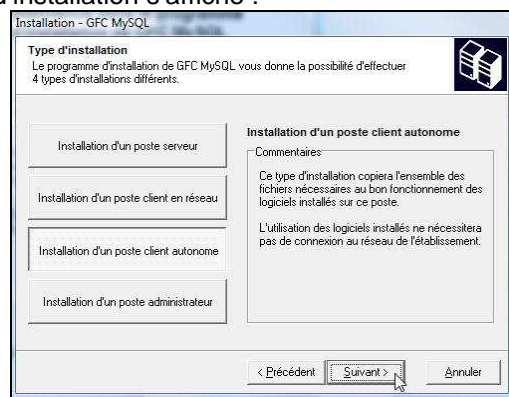 d'installation s'affiche :
Installation - GFC MySQL
Type d'installation
Le programme d'installation de GFC MySQL vous donne la possibilité d'effectuer
4 types d'installations différents.
Installation d'un poste serveur
Installation d'un poste client en réseau
Installation d'un poste client autonome
Installation d'un poste administrateur
Installation d'un poste client autonome
Commentaires
Ce type d'installation copiera l'ensemble des
fichiers nécessaires au bon fonctionnement des
logiciels installés sur ce poste.
L'utilisation des logiciels installés ne nécessitera
pas de connexion au réseau de l'établissement.
< Précédent
Suivant >
Annuler